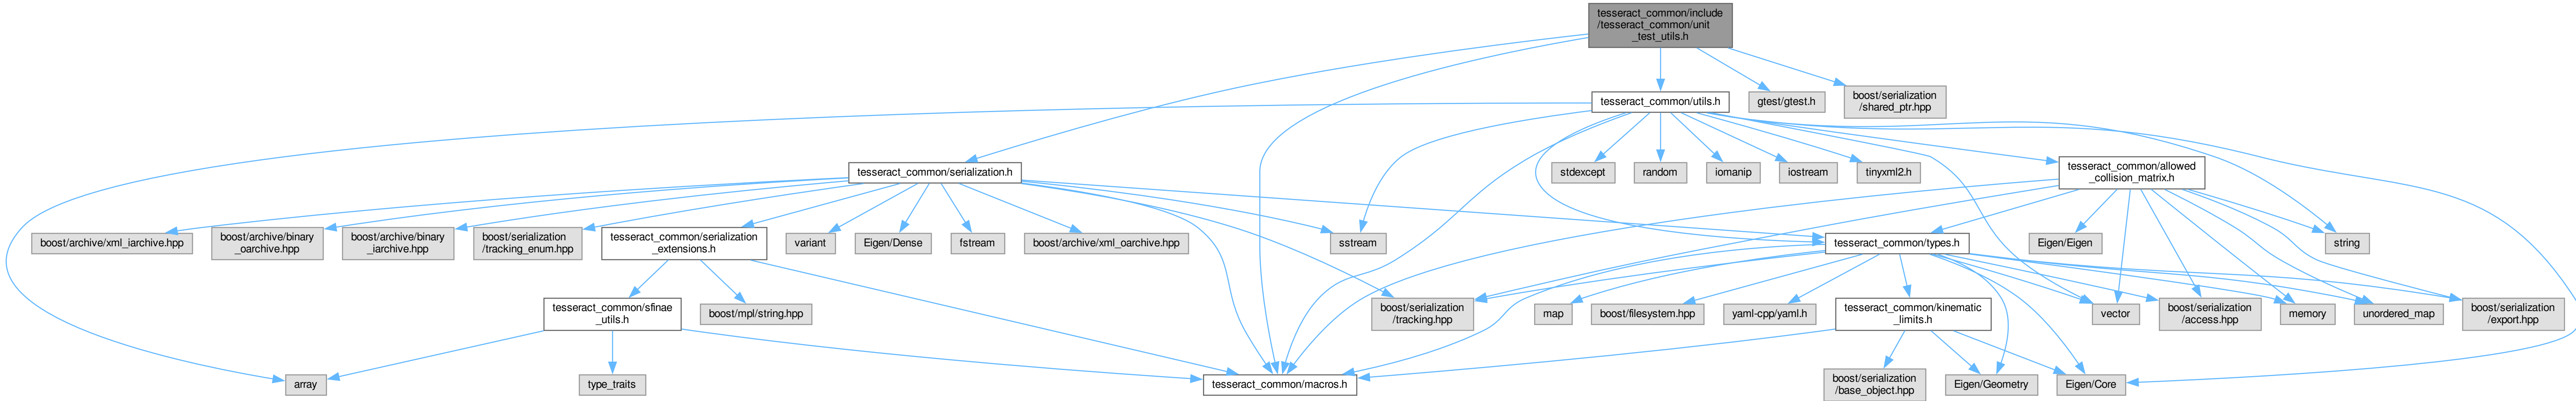 tesseract_common/include
/tesseract_common/unit
_test_utils.h
tesseract_common/utils.h
gtest/gtest.h
boost/serialization
/shared_ptr.hpp
tesseract_common/serialization.h
stdexcept
random
iomanip
iostream
tinyxml2.h
tesseract_common/allowed
_collision_matrix.h
boost/archive/xml_iarchive.hpp
boost/archive/binary
_oarchive.hpp
boost/archive/binary
_iarchive.hpp
boost/serialization
/tracking_enum.hpp
tesseract_common/serialization
_extensions.h
variant
Eigen/Dense
fstream
boost/archive/xml_oarchive.hpp
sstream
tesseract_common/types.h
Eigen/Eigen
string
tesseract_common/sfinae
_utils.h
boost/mpl/string.hpp
boost/serialization
/tracking.hpp
map
boost/filesystem.hpp
yaml-cpp/yaml.h
tesseract_common/kinematic
_limits.h
vector
boost/serialization
/access.hpp
memory
unordered_map
boost/serialization
/export.hpp
array
type_traits
tesseract_common/macros.h
boost/serialization
/base_object.hpp
Eigen/Geometry
Eigen/Core